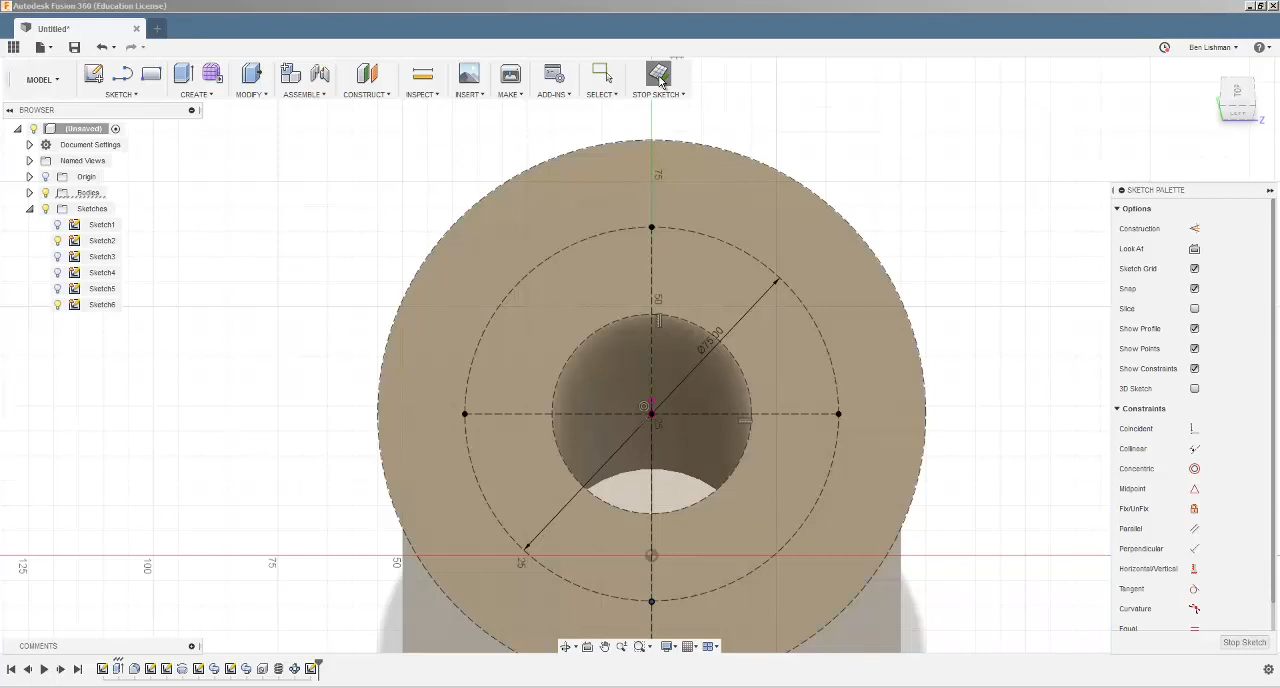 Autodesk Fusion 360 (Education License)
Untitled*
Ben Lishman
MODEL
SKETCH
CREATE
MODIFY
ASSEMBLE
CONSTRUCT
INSPECT
INSERT
MAKE
ADD-INS
SELECT
STOP SKETCH
BROWSER
(Unsaved)
Document Settings
Named Views
Origin
Bodies
Sketches
Sketch1
Sketch2
Sketch3
Sketch4
Sketch5
Sketch6
TOP
LEFT
Z
75
50
Ø75.00
25
125
100
75
50
25
SKETCH PALETTE
Options
Construction
Look At
Sketch Grid
Snap
Slice
Show Profile
Show Points
Show Constraints
3D Sketch
Constraints
Coincident
Collinear
Concentric
Midpoint
Fix/UnFix
Parallel
Perpendicular
Horizontal/Vertical
Tangent
Curvature
Equal
Stop Sketch
COMMENTS